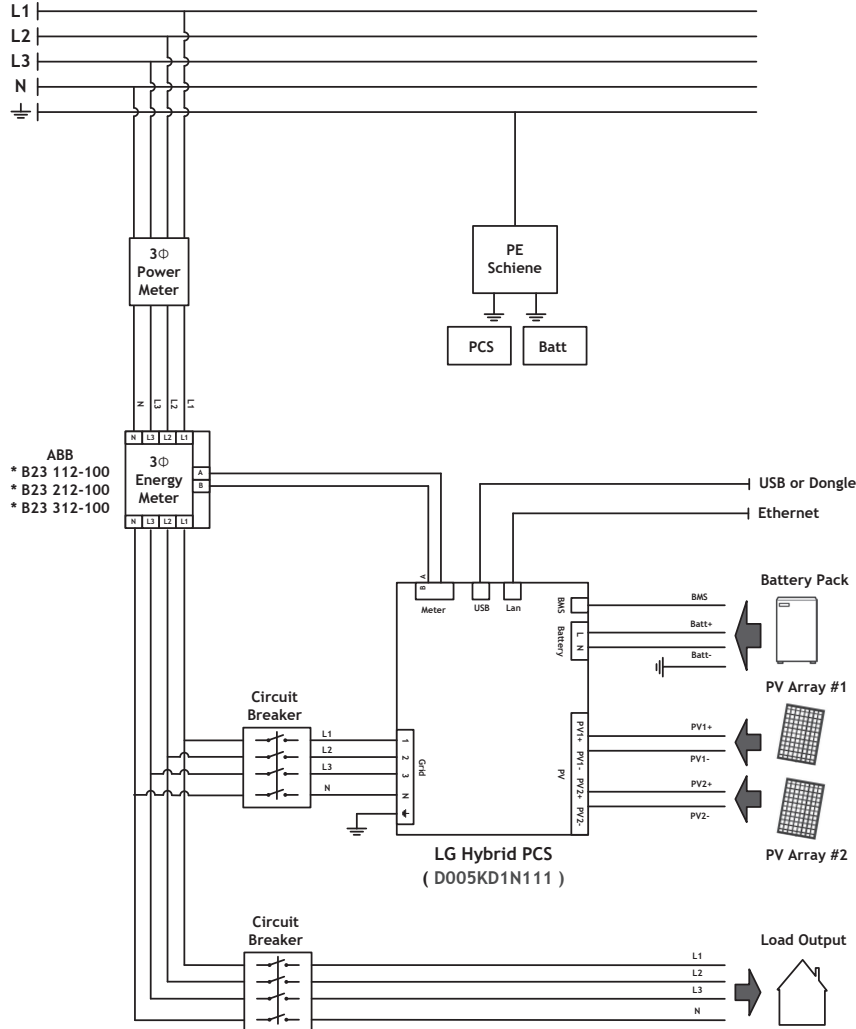 L1
L2
L3
N
3Φ
Power
Meter
PE
Schiene
PCS
Batt
N
L3
L2
L1
N L3 L2 L1
ABB
* B23 112-100
* B23 212-100
* B23 312-100
3Φ
Energy
Meter
A
B
N L3 L2 L1
USB or Dongle
Ethernet
A
B
Meter
USB
Lan
BMS
Battery
L
N
BMS
Batt+
Batt-
Battery Pack
PV Array #1
Circuit
Breaker
L1
L2
L3
N
1
2
3
N
Grid
PV
PV1+
PV1-
PV2+
PV2-
PV1+
PV1-
PV2+
PV2-
PV Array #2
LG Hybrid PCS
( D005KD1N111 )
Circuit
Breaker
L1
L2
L3
N
Load Output